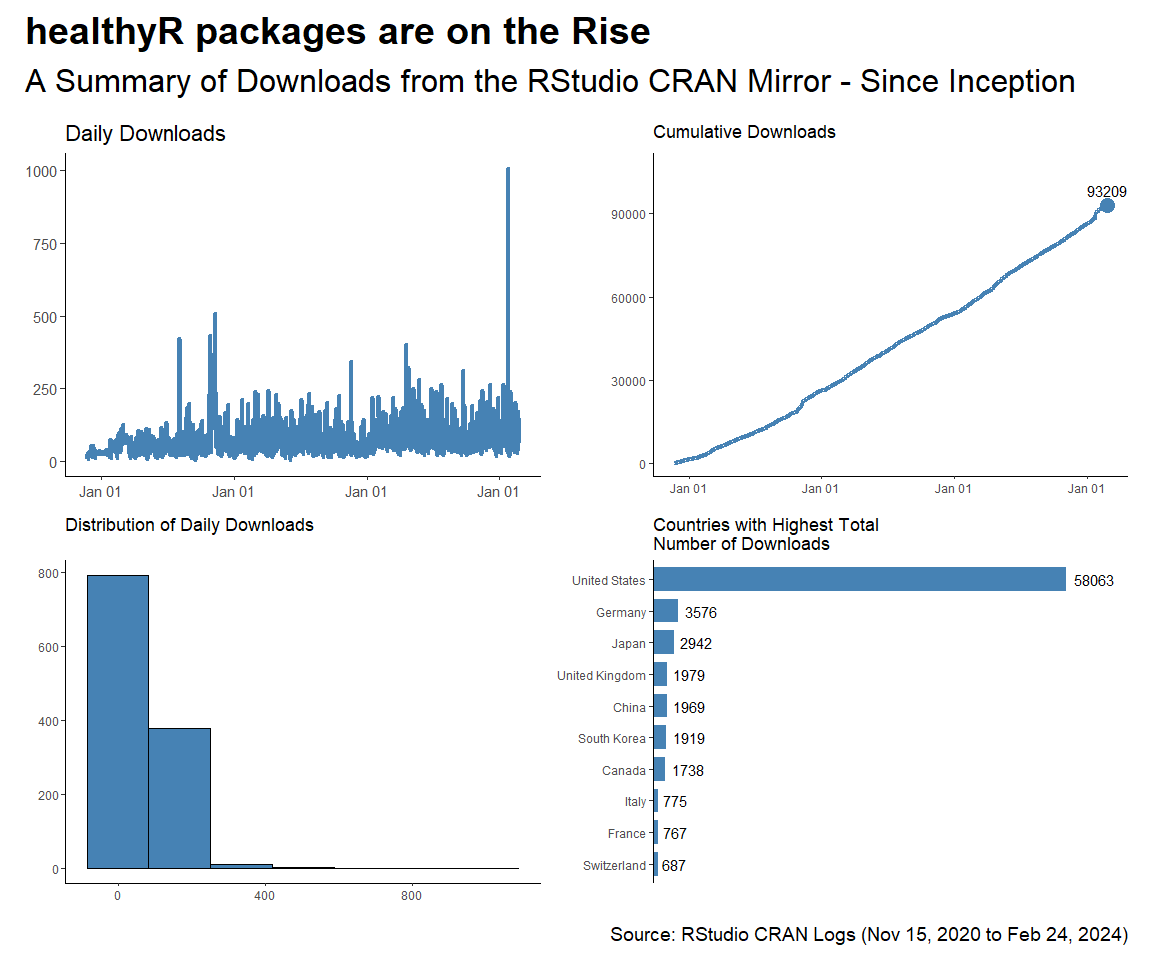 healthyR packages are on the Rise
A Summary of Downloads from the RStudio CRAN Mirror - Since Inception
Daily Downloads
1000
750
500
250
0
Jan 01 Jan 01 Jan 01 Jan 01
Cumulative Downloads
93209
90000
60000
30000
0
Jan 01 Jan 01 Jan 01 Jan 01
Distribution of Daily Downloads
800
600
400
200
0
0 400 800
Countries with Highest Total
Number of Downloads
United States 58063
Germany 3576
Japan 2942
United Kingdom 1979
China 1969
South Korea 1919
Canada 1738
Italy 775
France 767
Switzerland 687
Source: RStudio CRAN Logs (Nov 15, 2020 to Feb 24, 2024)